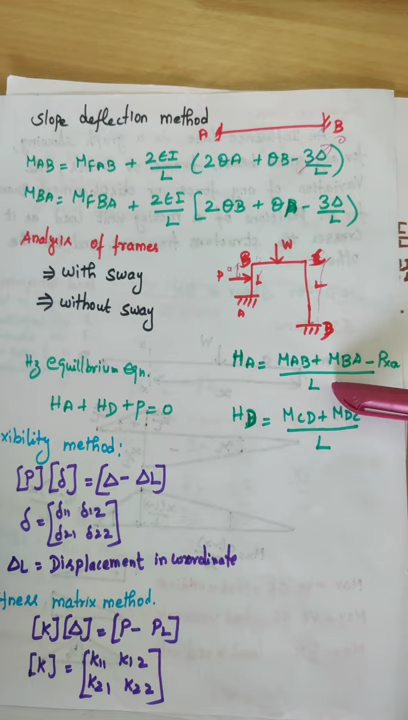 slope deflection method
A B
MAB = MFAB + 2EI/L (2θA + θB - 3Δ/L)
MBA = MFBA + 2EI/L [2θB + θA - 3Δ/L]
Analysis of frames
⇒ with sway
⇒ without sway
W
B
P a L L
A
Hz equilibrium eqn.
HA = MAB + MBA - Pxa / L
HA + HD + P = 0
HD = MCD + MDC / L
xibility method:
[P][δ] = [Δ - ΔL]
δ = [δ11 δ12
δ21 δ22]
ΔL = Displacement in coordinate
ness matrix method.
[K][Δ] = [P - PL]
[K] = [K11 K12
K21 K22]